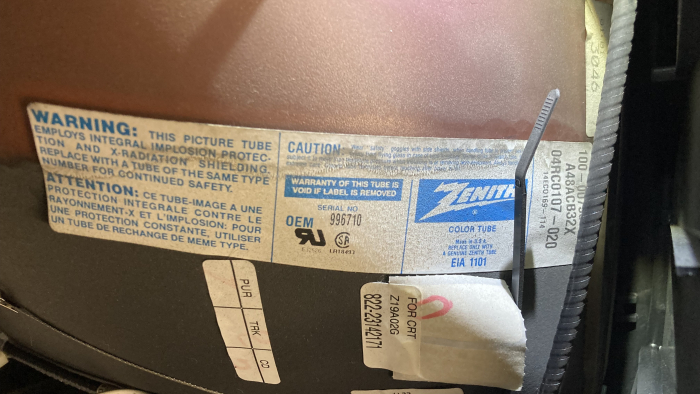 WARNING: THIS PICTURE TUBE
EMPLOYS INTEGRAL IMPLOSION PROTEC-
TION AND X-RADIATION SHIELDING.
REPLACE WITH A TUBE OF THE SAME TYPE
NUMBER FOR CONTINUED SAFETY.
ATTENTION: CE TUBE-IMAGE A UNE
PROTECTION INTEGRALE CONTRE LE
RAYONNEMENT-X ET L'IMPLOSION: POUR
UNE PROTECTION CONSTANTE, UTILISER
UN TUBE DE RECHANGE DE MEME TYPE.
CAUTION:
WARRANTY OF THIS TUBE IS
VOID IF LABEL IS REMOVED
SERIAL NO
OEM 996710
ZENITH
COLOR TUBE
Made in U.S.A.
REPLACE ONLY WITH
A GENUINE ZENITH TUBE
EIA 1101
A48ACB32X
04RC0107-020
3046
PUR
TRK
CO
FOR CRT
Z19A02G
822-23142171